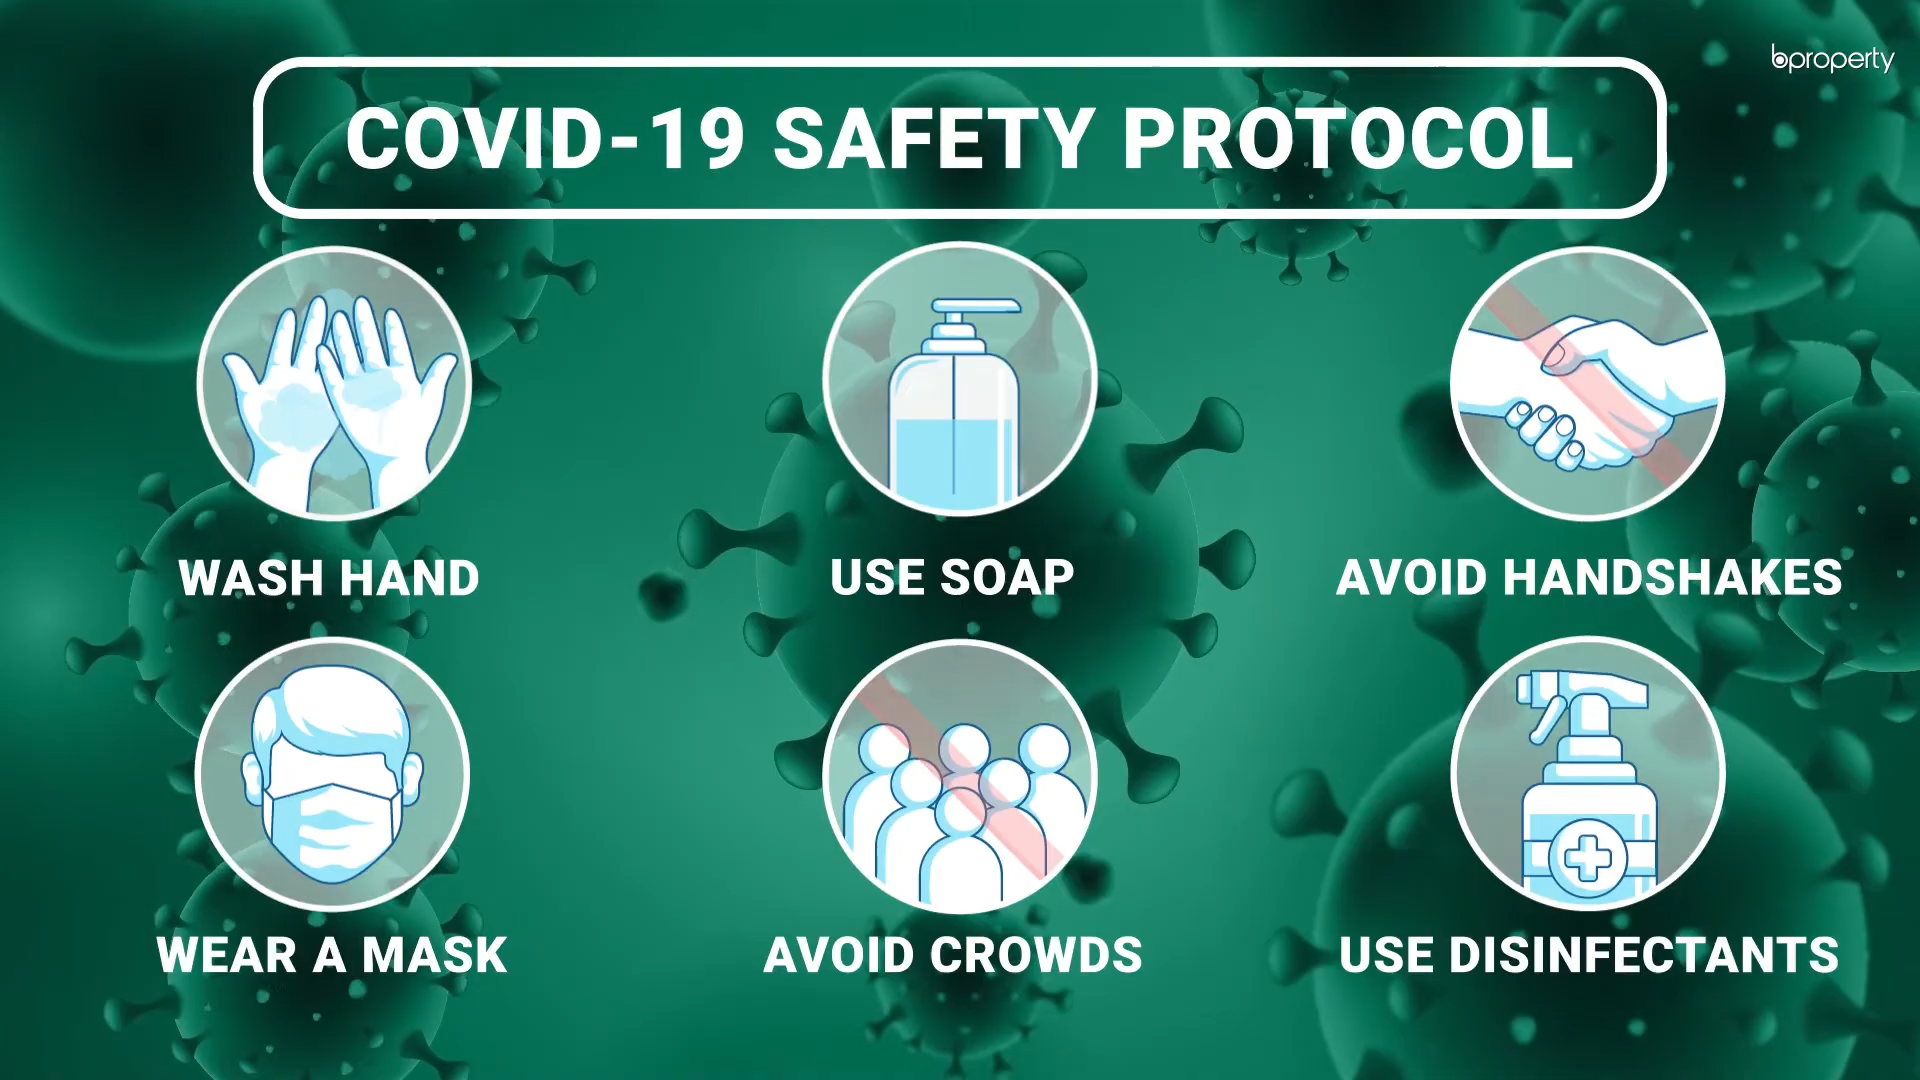 bproperty
COVID-19 SAFETY PROTOCOL
WASH HAND
USE SOAP
AVOID HANDSHAKES
WEAR A MASK
AVOID CROWDS
USE DISINFECTANTS